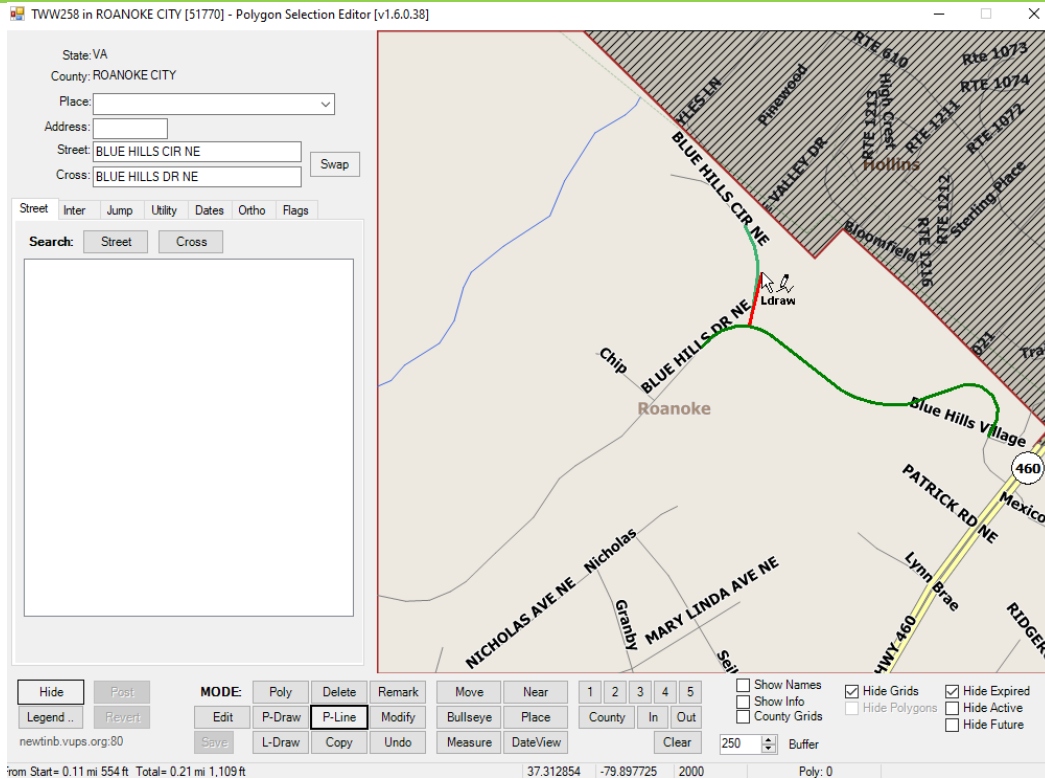 TWW258 in ROANOKE CITY [51770] - Polygon Selection Editor [v1.6.0.38]
State: VA
County: ROANOKE CITY
Place:
Address:
Street: BLUE HILLS CIR NE
Cross: BLUE HILLS DR NE
Swap
Street Inter Jump Utility Dates Ortho Flags
Search: Street Cross
RTE 610
Rte 1073
RTE 1074
YLES LN
Pinewood
High Crest
RTE 1213
RTE 1211
RTE 1072
BLUE HILLS CIR NE
VALLEY DR
Hollins
RTE 1212
Sterling Place
Bloomfield
RTE 1216
Ldraw
BLUE HILLS DR NE
021
Tra
Chip
Roanoke
Blue Hills Village
460
PATRICK RD NE
Mexico
Nicholas
NICHOLAS AVE NE
Granby
MARY LINDA AVE NE
Lynn Brae
HWY 460
RIDGER
Seil
Hide Post MODE: Poly Delete Remark Move Near 1 2 3 4 5 Show Names Hide Grids Hide Expired
Legend .. Revert Edit P-Draw P-Line Modify Bullseye Place County In Out Show Info Hide Polygons Hide Active
County Grids Hide Future
newtinb.vups.org:80 Save L-Draw Copy Undo Measure DateView Clear 250 Buffer
From Start= 0.11 mi 554 ft Total= 0.21 mi 1,109 ft 37.312854 -79.897725 2000 Poly: 0